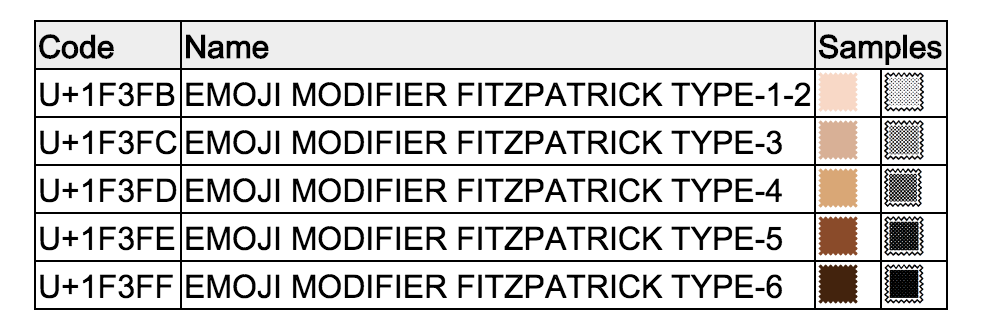 Code Name Samples
U+1F3FB EMOJI MODIFIER FITZPATRICK TYPE-1-2
U+1F3FC EMOJI MODIFIER FITZPATRICK TYPE-3
U+1F3FD EMOJI MODIFIER FITZPATRICK TYPE-4
U+1F3FE EMOJI MODIFIER FITZPATRICK TYPE-5
U+1F3FF EMOJI MODIFIER FITZPATRICK TYPE-6